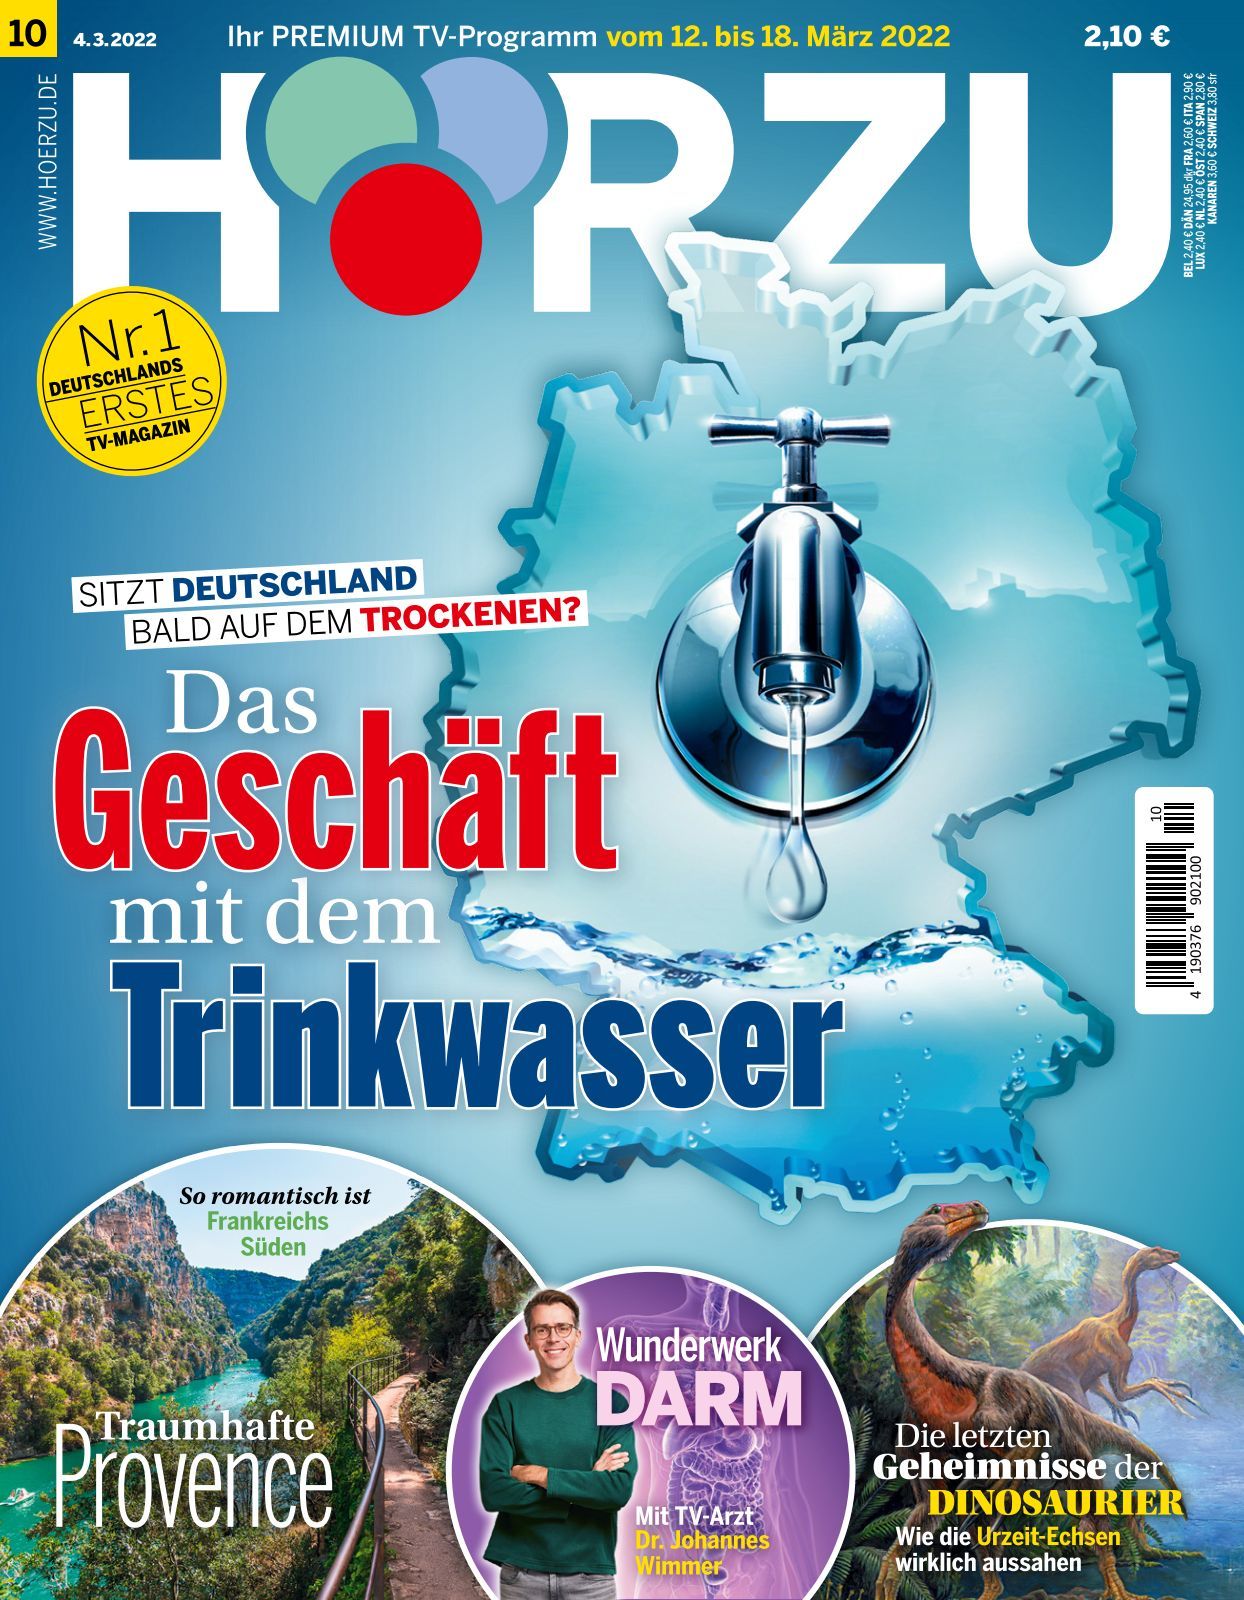 10
4.3.2022
Ihr PREMIUM TV-Programm vom 12. bis 18. März 2022
2,10 €
WWW.HOERZU.DE
HÖRZU
BEL 2,40 € DÄN 24,95 dkr FRA 2,60 € ITA 2,90 €
LUX 2,40 € NL 2,40 € ÖST 2,40 € SPAN 2,80 €
KANAREN 3,60 € SCHWEIZ 3,80 sfr
Nr. 1
DEUTSCHLANDS
ERSTES
TV-MAGAZIN
SITZT DEUTSCHLAND
BALD AUF DEM TROCKENEN?
Das
Geschäft
mit dem
Trinkwasser
10
4 190376 902100
So romantisch ist
Frankreichs
Süden
Traumhafte
Provence
Wunderwerk
DARM
Mit TV-Arzt
Dr. Johannes
Wimmer
Die letzten
Geheimnisse der
DINOSAURIER
Wie die Urzeit-Echsen
wirklich aussahen